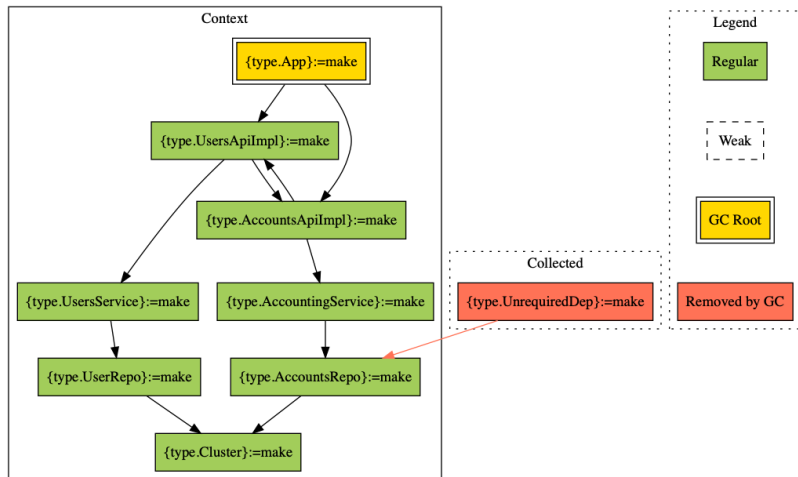 Context
{type.App}:=make
{type.UsersApiImpl}:=make
{type.AccountsApiImpl}:=make
{type.UsersService}:=make
{type.AccountingService}:=make
{type.UserRepo}:=make
{type.AccountsRepo}:=make
{type.Cluster}:=make
Collected
{type.UnrequiredDep}:=make
Legend
Regular
Weak
GC Root
Removed by GC